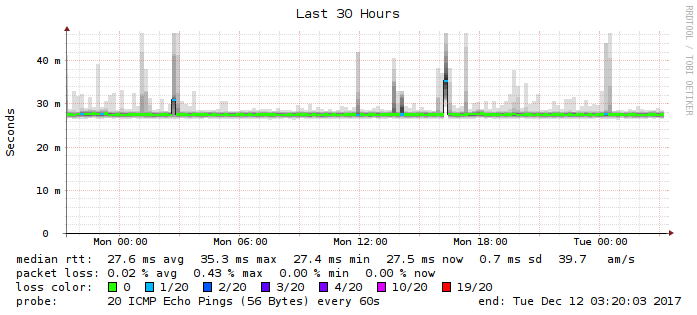 Last 30 Hours
RRDTOOL / TOBI OETIKER
Seconds
40 m
30 m
20 m
10 m
0
Mon 00:00 Mon 06:00 Mon 12:00 Mon 18:00 Tue 00:00
median rtt: 27.6 ms avg 35.3 ms max 27.4 ms min 27.5 ms now 0.7 ms sd 39.7 am/s
packet loss: 0.02 % avg 0.43 % max 0.00 % min 0.00 % now
loss color: 0 1/20 2/20 3/20 4/20 10/20 19/20
probe: 20 ICMP Echo Pings (56 Bytes) every 60s end: Tue Dec 12 03:20:03 2017